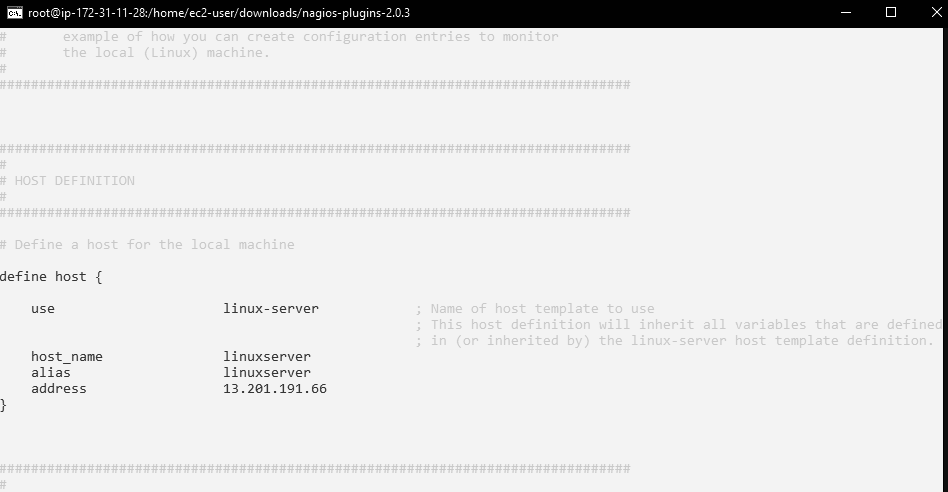 root@ip-172-31-11-28:/home/ec2-user/downloads/nagios-plugins-2.0.3
#       example of how you can create configuration entries to monitor
#       the local (Linux) machine.
#
###############################################################################
###############################################################################
#
# HOST DEFINITION
#
###############################################################################
# Define a host for the local machine
define host {
    use                     linux-server            ; Name of host template to use
                                                    ; This host definition will inherit all variables that are defined
                                                    ; in (or inherited by) the linux-server host template definition.
    host_name               linuxserver
    alias                   linuxserver
    address                 13.201.191.66
}
###############################################################################
#